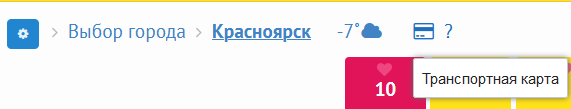 Выбор города Красноярск -7° ?
Транспортная карта
10